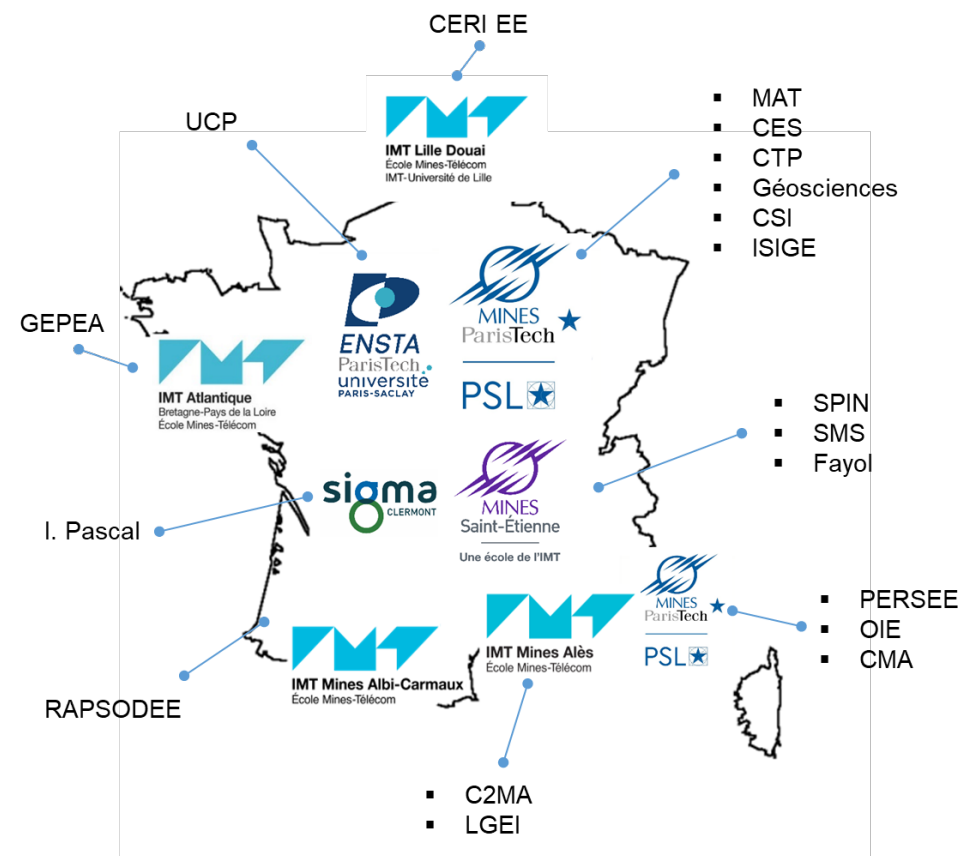 CERI EE
IMT Lille Douai
École Mines-Télécom
IMT-Université de Lille
UCP
▪ MAT
▪ CES
▪ CTP
▪ Géosciences
▪ CSI
▪ ISIGE
ENSTA
ParisTech
université
PARIS-SACLAY
MINES
ParisTech
PSL
GEPEA
IMT Atlantique
Bretagne-Pays de la Loire
École Mines-Télécom
▪ SPIN
▪ SMS
▪ Fayol
I. Pascal
sigma
CLERMONT
MINES
Saint-Étienne
Une école de l'IMT
MINES
ParisTech
PSL
▪ PERSEE
▪ OIE
▪ CMA
RAPSODEE
IMT Mines Albi-Carmaux
École Mines-Télécom
IMT Mines Alès
École Mines-Télécom
▪ C2MA
▪ LGEI